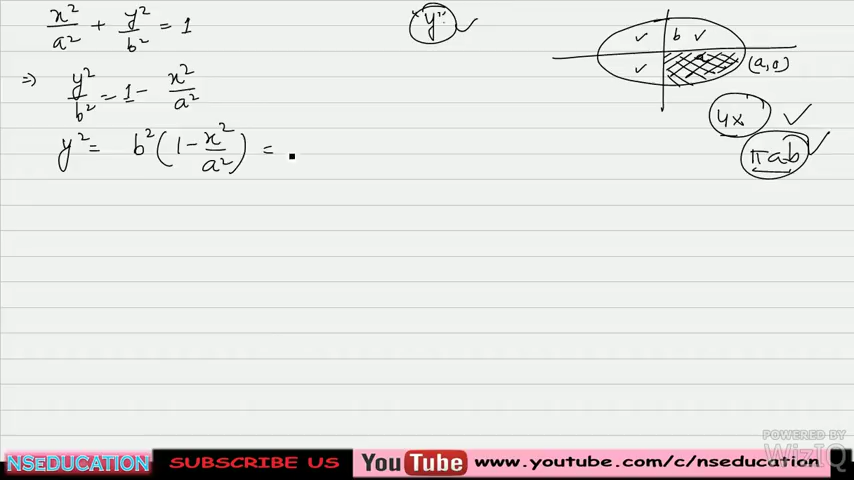 x²/a² + y²/b² = 1
"y"
b
(a,0)
⇒ y²/b² = 1 - x²/a²
4x
y² = b²(1 - x²/a²) =
πab
POWERED BY
WizIQ
NSEDUCATION SUBSCRIBE US YouTube www.youtube.com/c/nseducation